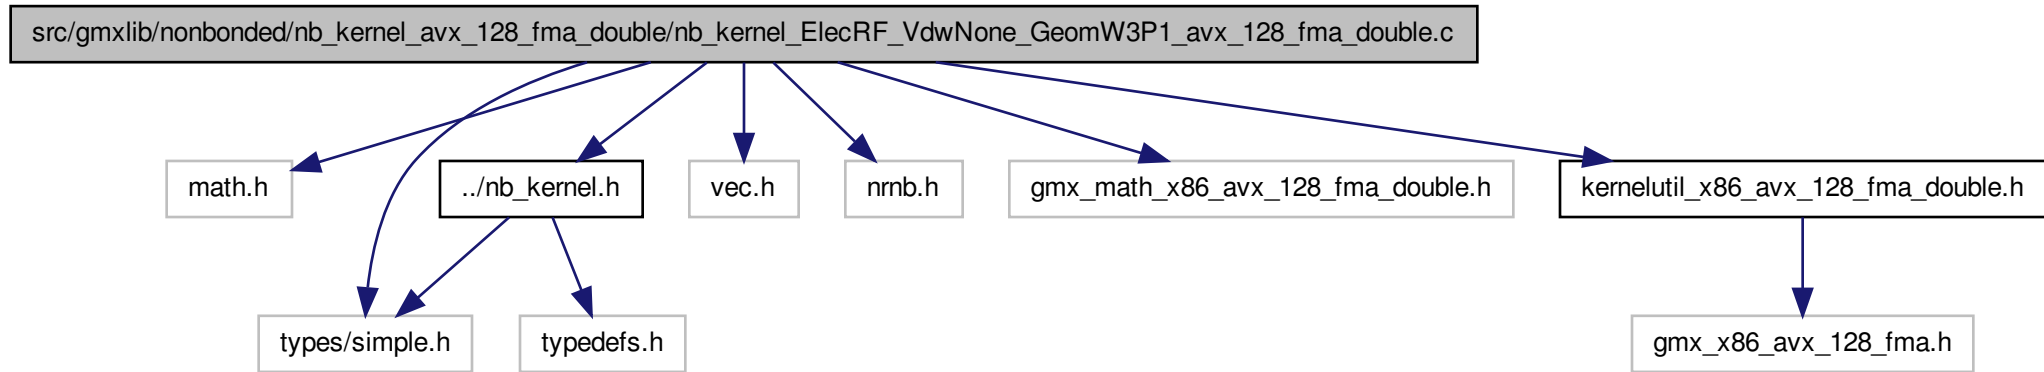 src/gmxlib/nonbonded/nb_kernel_avx_128_fma_double/nb_kernel_ElecRF_VdwNone_GeomW3P1_avx_128_fma_double.c
math.h
../nb_kernel.h
vec.h
nrnb.h
gmx_math_x86_avx_128_fma_double.h
kernelutil_x86_avx_128_fma_double.h
types/simple.h
typedefs.h
gmx_x86_avx_128_fma.h